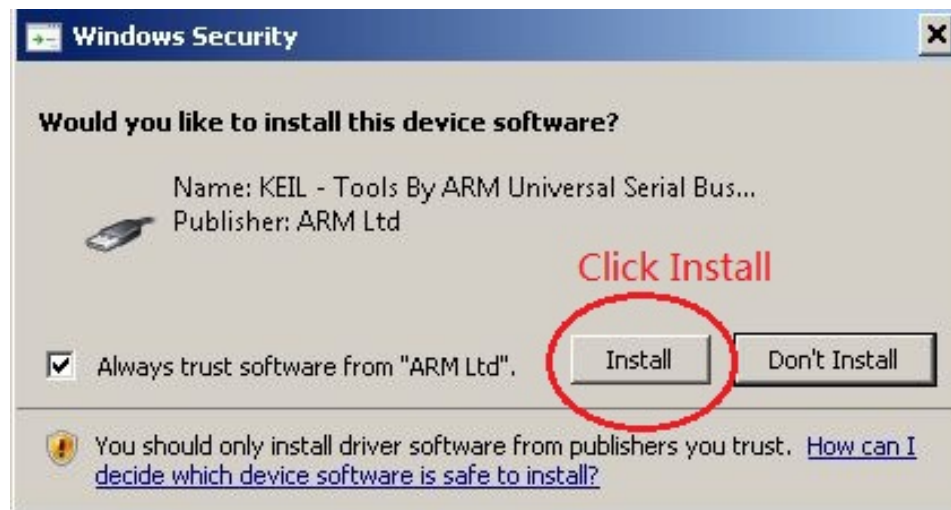 Windows Security
Would you like to install this device software?
Name: KEIL - Tools By ARM Universal Serial Bus...
Publisher: ARM Ltd
Click Install
Always trust software from "ARM Ltd".
Install
Don't Install
You should only install driver software from publishers you trust. How can I
decide which device software is safe to install?